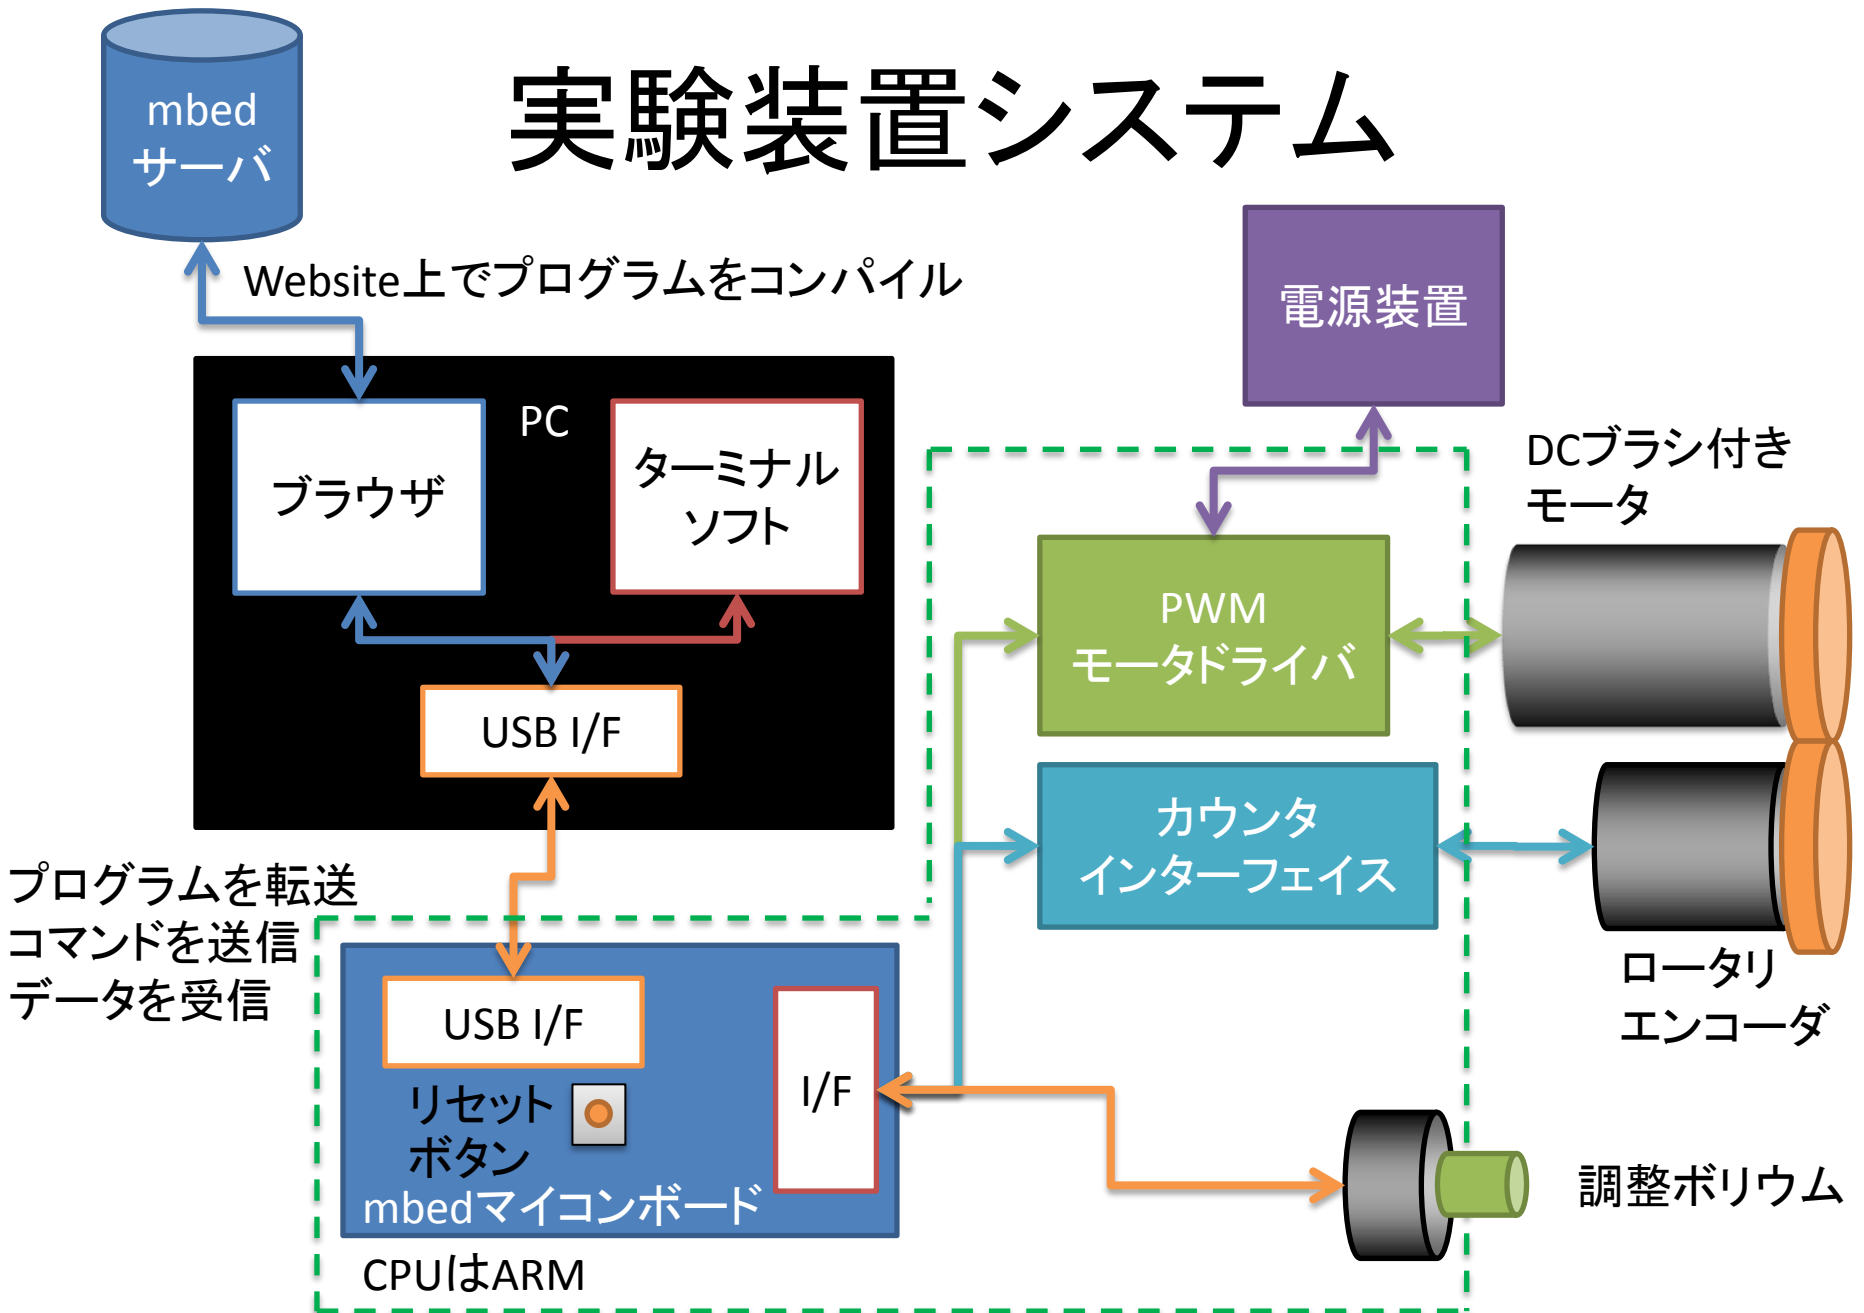 実験装置システム
mbed
サーバ
Website上でプログラムをコンパイル
電源装置
PC
ブラウザ
ターミナル
ソフト
USB I/F
DCブラシ付き
モータ
PWM
モータドライバ
カウンタ
インターフェイス
プログラムを転送
コマンドを送信
データを受信
ロータリ
エンコーダ
USB I/F
I/F
リセット
ボタン
mbedマイコンボード
CPUはARM
調整ボリウム